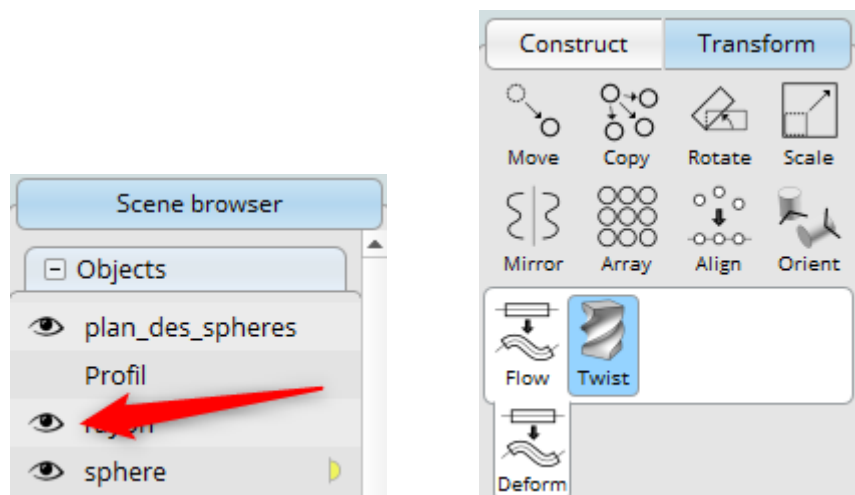 Scene browser
Objects
plan_des_spheres
Profil
sphere
Construct
Transform
Move
Copy
Rotate
Scale
Mirror
Array
Align
Orient
Flow
Twist
Deform